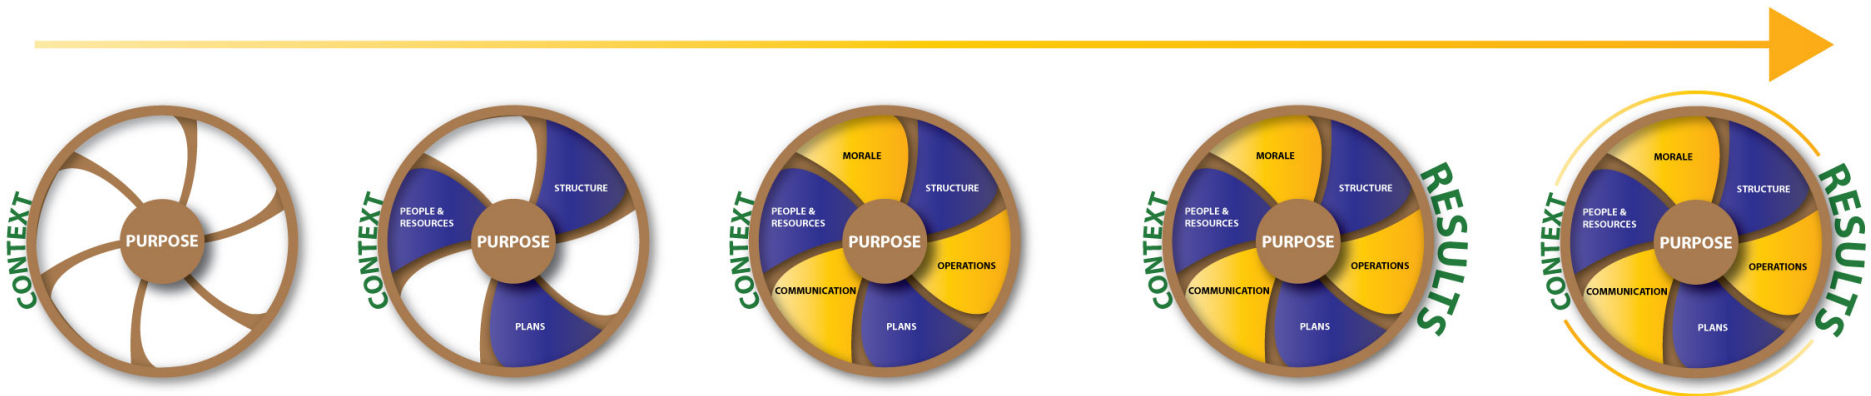 CONTEXT
PURPOSE
CONTEXT
STRUCTURE
PEOPLE &
RESOURCES
PURPOSE
PLANS
CONTEXT
MORALE
STRUCTURE
PEOPLE &
RESOURCES
PURPOSE
OPERATIONS
COMMUNICATION
PLANS
CONTEXT
MORALE
STRUCTURE
PEOPLE &
RESOURCES
PURPOSE
OPERATIONS
COMMUNICATION
PLANS
RESULTS
CONTEXT
MORALE
STRUCTURE
PEOPLE &
RESOURCES
PURPOSE
OPERATIONS
COMMUNICATION
PLANS
RESULTS